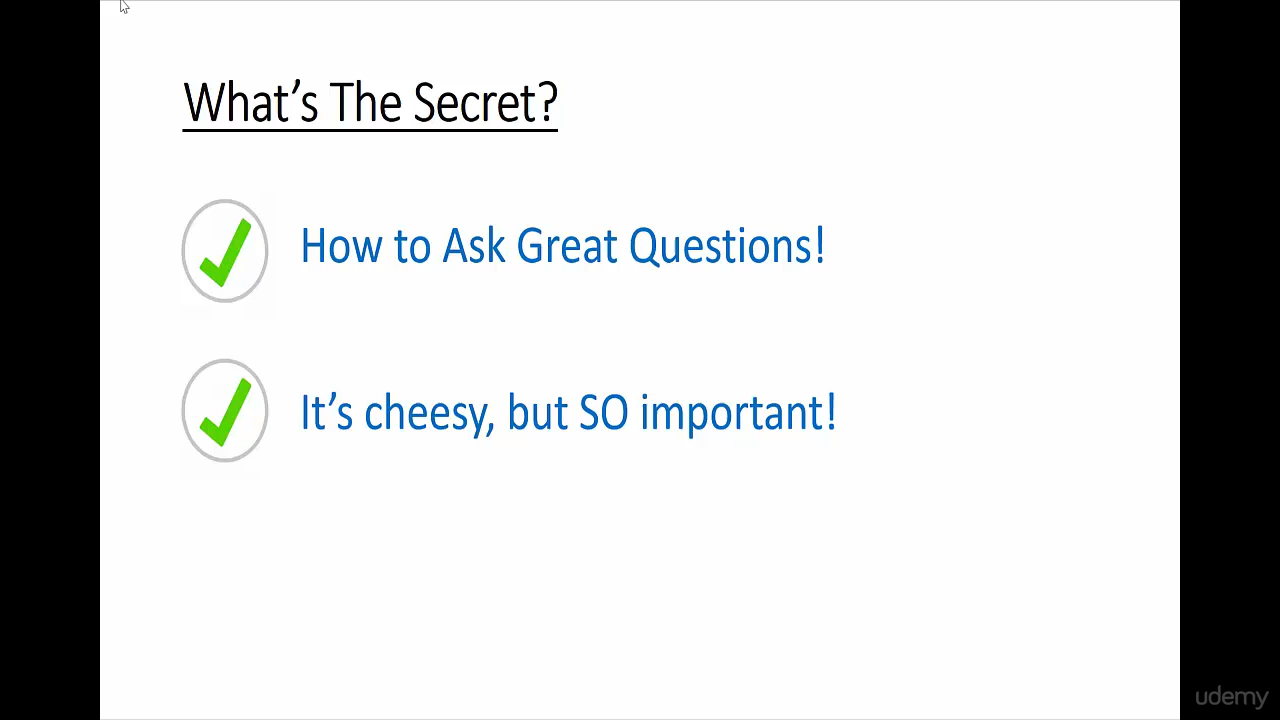 What’s The Secret?
How to Ask Great Questions!
It’s cheesy, but SO important!
udemy